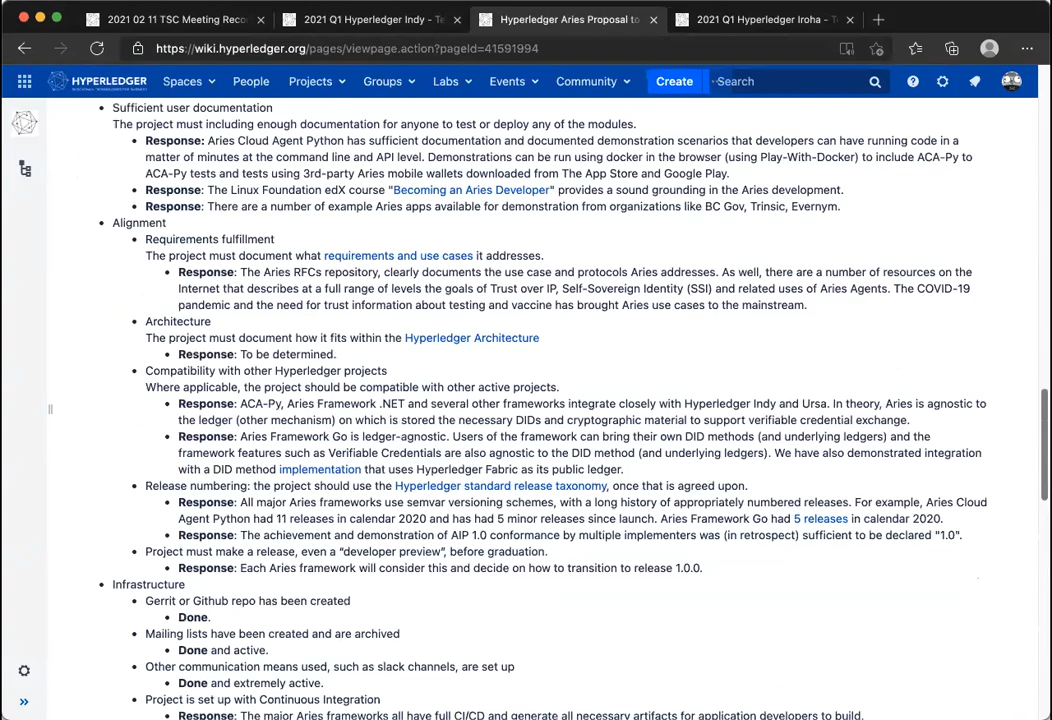 2021 02 11 TSC Meeting Reco
2021 Q1 Hyperledger Indy - Te
Hyperledger Aries Proposal to
2021 Q1 Hyperledger Iroha - T
https://wiki.hyperledger.org/pages/viewpage.action?pageId=41591994
HYPERLEDGER
Spaces
People
Projects
Groups
Labs
Events
Community
Create
Search
• Sufficient user documentation
The project must including enough documentation for anyone to test or deploy any of the modules.
• Response: Aries Cloud Agent Python has sufficient documentation and documented demonstration scenarios that developers can have running code in a
matter of minutes at the command line and API level. Demonstrations can be run using docker in the browser (using Play-With-Docker) to include ACA-Py to
ACA-Py tests and tests using 3rd-party Aries mobile wallets downloaded from The App Store and Google Play.
• Response: The Linux Foundation edX course "Becoming an Aries Developer" provides a sound grounding in the Aries development.
• Response: There are a number of example Aries apps available for demonstration from organizations like BC Gov, Trinsic, Evernym.
• Alignment
• Requirements fulfillment
The project must document what requirements and use cases it addresses.
• Response: The Aries RFCs repository, clearly documents the use case and protocols Aries addresses. As well, there are a number of resources on the
Internet that describes at a full range of levels the goals of Trust over IP, Self-Sovereign Identity (SSI) and related uses of Aries Agents. The COVID-19
pandemic and the need for trust information about testing and vaccine has brought Aries use cases to the mainstream.
• Architecture
The project must document how it fits within the Hyperledger Architecture
• Response: To be determined.
• Compatibility with other Hyperledger projects
Where applicable, the project should be compatible with other active projects.
• Response: ACA-Py, Aries Framework .NET and several other frameworks integrate closely with Hyperledger Indy and Ursa. In theory, Aries is agnostic to
the ledger (other mechanism) on which is stored the necessary DIDs and cryptographic material to support verifiable credential exchange.
• Response: Aries Framework Go is ledger-agnostic. Users of the framework can bring their own DID methods (and underlying ledgers) and the
framework features such as Verifiable Credentials are also agnostic to the DID method (and underlying ledgers). We have also demonstrated integration
with a DID method implementation that uses Hyperledger Fabric as its public ledger.
• Release numbering: the project should use the Hyperledger standard release taxonomy, once that is agreed upon.
• Response: All major Aries frameworks use semvar versioning schemes, with a long history of appropriately numbered releases. For example, Aries Cloud
Agent Python had 11 releases in calendar 2020 and has had 5 minor releases since launch. Aries Framework Go had 5 releases in calendar 2020.
• Response: The achievement and demonstration of AIP 1.0 conformance by multiple implementers was (in retrospect) sufficient to be declared "1.0".
• Project must make a release, even a “developer preview”, before graduation.
• Response: Each Aries framework will consider this and decide on how to transition to release 1.0.0.
• Infrastructure
• Gerrit or Github repo has been created
• Done.
• Mailing lists have been created and are archived
• Done and active.
• Other communication means used, such as slack channels, are set up
• Done and extremely active.
• Project is set up with Continuous Integration
• Response: The major Aries frameworks all have full CI/CD and generate all necessary artifacts for application developers to build.